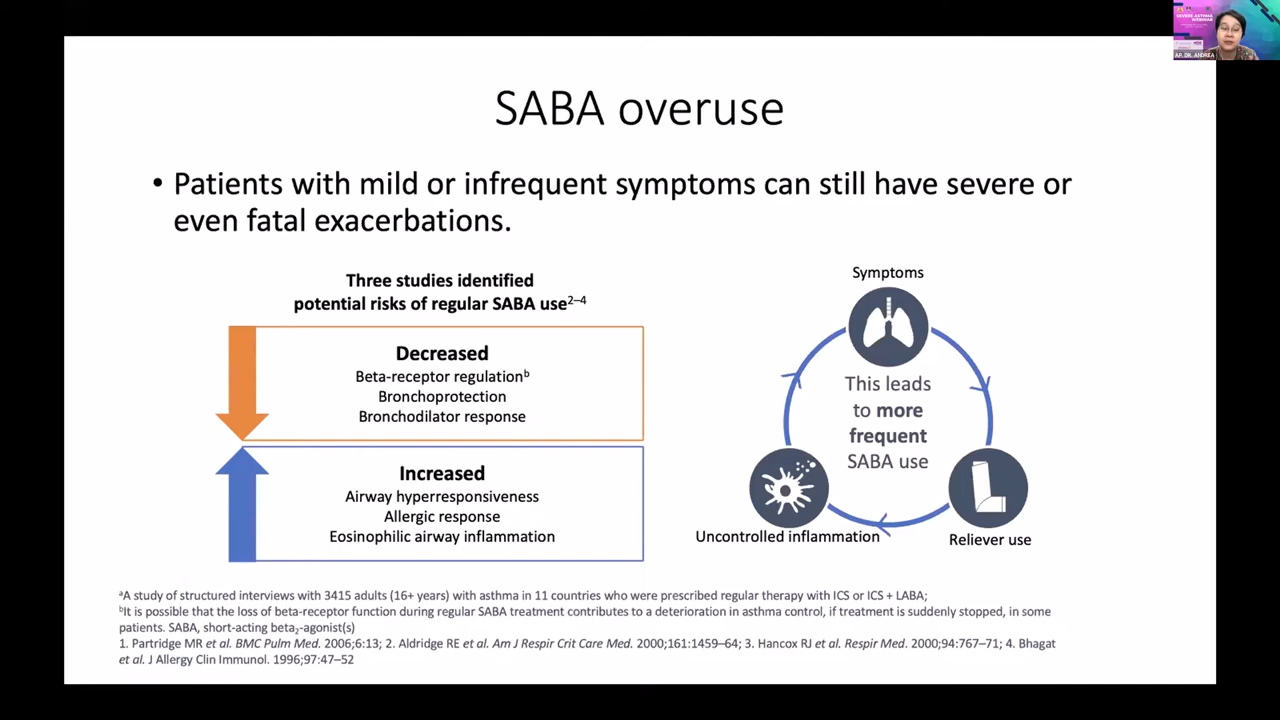 SABA overuse
• Patients with mild or infrequent symptoms can still have severe or
even fatal exacerbations.
Three studies identified
potential risks of regular SABA use2–4
Decreased
Beta-receptor regulationb
Bronchoprotection
Bronchodilator response
Increased
Airway hyperresponsiveness
Allergic response
Eosinophilic airway inflammation
Symptoms
This leads
to more
frequent
SABA use
Uncontrolled inflammation
Reliever use
aA study of structured interviews with 3415 adults (16+ years) with asthma in 11 countries who were prescribed regular therapy with ICS or ICS + LABA;
bIt is possible that the loss of beta-receptor function during regular SABA treatment contributes to a deterioration in asthma control, if treatment is suddenly stopped, in some
patients. SABA, short-acting beta2-agonist(s)
1. Partridge MR et al. BMC Pulm Med. 2006;6:13; 2. Aldridge RE et al. Am J Respir Crit Care Med. 2000;161:1459–64; 3. Hancox RJ et al. Respir Med. 2000;94:767–71; 4. Bhagat
et al. J Allergy Clin Immunol. 1996;97:47–52
SEVERE ASTHMA
WEBINAR
AP. DR. ANDREA